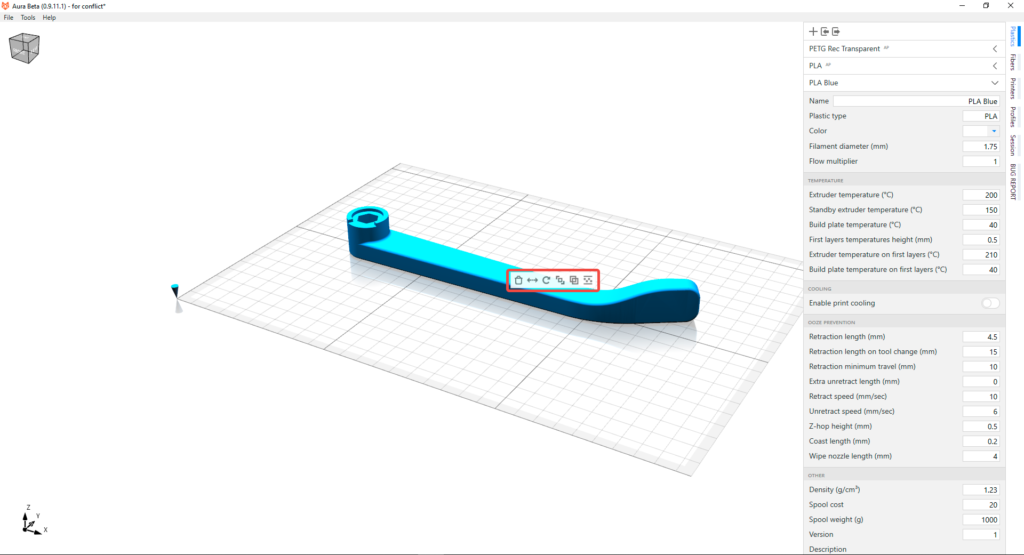 Aura Beta (0.9.11.1) - for conflict*
File Tools Help
PETG Rec Transparent
PLA
PLA Blue
Name PLA Blue
Plastic type PLA
Color
Filament diameter (mm) 1.75
Flow multiplier 1
TEMPERATURE
Extruder temperature (°C) 200
Standby extruder temperature (°C) 150
Build plate temperature (°C) 40
First layers temperatures height (mm) 0.5
Extruder temperature on first layers (°C) 210
Build plate temperature on first layers (°C) 40
COOLING
Enable print cooling
OOZE PREVENTION
Retraction length (mm) 4.5
Retraction length on tool change (mm) 15
Retraction minimum travel (mm) 10
Extra unretract length (mm) 0
Retract speed (mm/sec) 10
Unretract speed (mm/sec) 6
Z-hop height (mm) 0.5
Coast length (mm) 0.2
Wipe nozzle length (mm) 4
OTHER
Density (g/cm³) 1.23
Spool cost 20
Spool weight (g) 1000
Version 1
Description
Plastics
Fibers
Printers
Profiles
Session
BUG REPORT
Z
Y
X